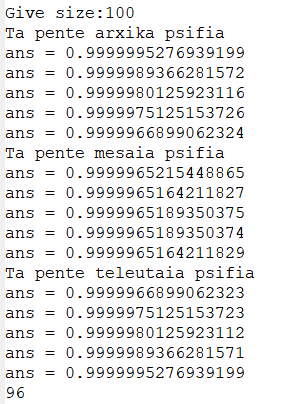 Give size:100
Ta pente arxika psifia
ans = 0.9999995276939199
ans = 0.9999989366281572
ans = 0.9999980125923116
ans = 0.9999975125153726
ans = 0.9999966899062324
Ta pente mesaia psifia
ans = 0.9999965215448865
ans = 0.9999965164211827
ans = 0.9999965189350375
ans = 0.9999965189350374
ans = 0.9999965164211829
Ta pente teleutaia psifia
ans = 0.9999966899062323
ans = 0.9999975125153723
ans = 0.9999980125923112
ans = 0.9999989366281571
ans = 0.9999995276939199
96